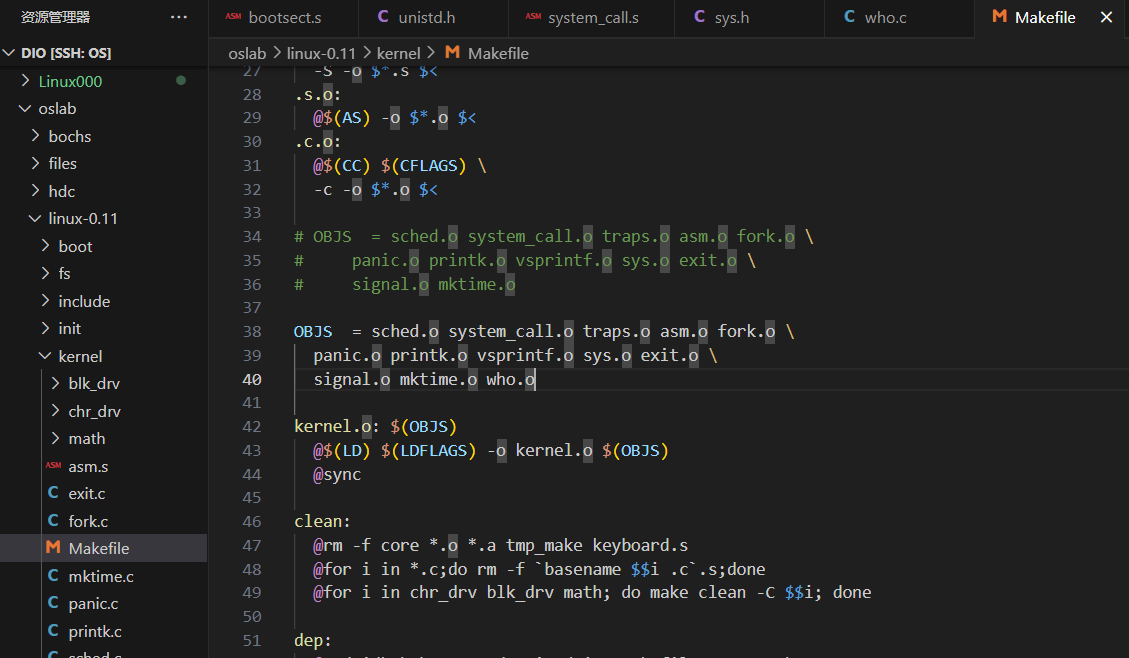 资源管理器 ...
DIO [SSH: OS]
Linux000
oslab
bochs
files
hdc
linux-0.11
boot
fs
include
init
kernel
blk_drv
chr_drv
math
ASM asm.s
C exit.c
C fork.c
M Makefile
C mktime.c
C panic.c
C printk.c
C sched.c
ASM bootsect.s
C unistd.h
ASM system_call.s
C sys.h
C who.c
M Makefile
oslab > linux-0.11 > kernel > M Makefile
27 -S -o $*.s $<
28 .s.o:
29 @$(AS) -o $*.o $<
30 .c.o:
31 @$(CC) $(CFLAGS) \
32 -c -o $*.o $<
33
34 # OBJS = sched.o system_call.o traps.o asm.o fork.o \
35 # panic.o printk.o vsprintf.o sys.o exit.o \
36 # signal.o mktime.o
37
38 OBJS = sched.o system_call.o traps.o asm.o fork.o \
39 panic.o printk.o vsprintf.o sys.o exit.o \
40 signal.o mktime.o who.o
41
42 kernel.o: $(OBJS)
43 @$(LD) $(LDFLAGS) -o kernel.o $(OBJS)
44 @sync
45
46 clean:
47 @rm -f core *.o *.a tmp_make keyboard.s
48 @for i in *.c;do rm -f `basename $$i .c`.s;done
49 @for i in chr_drv blk_drv math; do make clean -C $$i; done
50
51 dep: